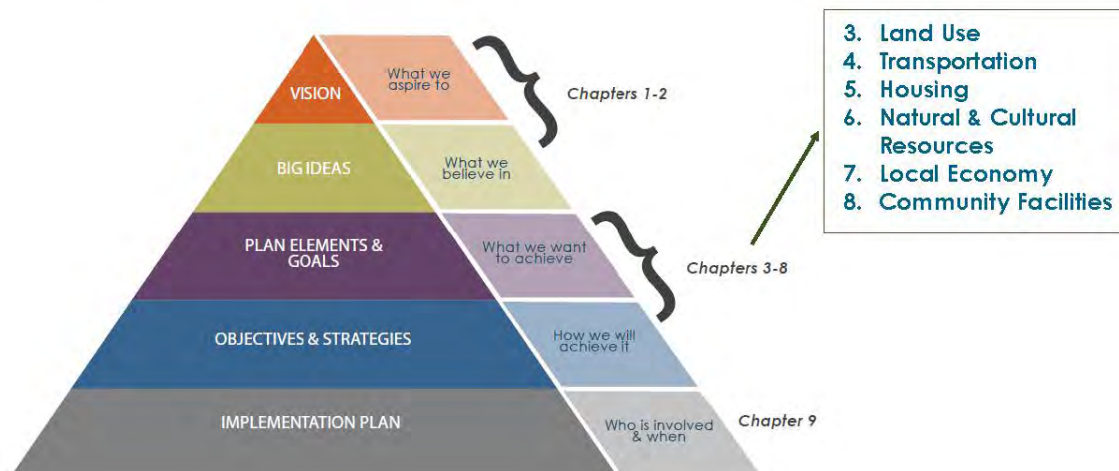 VISION
What we
aspire to
Chapters 1-2
BIG IDEAS
What we
believe in
PLAN ELEMENTS &
GOALS
What we want
to achieve
Chapters 3-8
OBJECTIVES & STRATEGIES
How we will
achieve it
IMPLEMENTATION PLAN
Who is involved
& when
Chapter 9
3. Land Use
4. Transportation
5. Housing
6. Natural & Cultural
Resources
7. Local Economy
8. Community Facilities